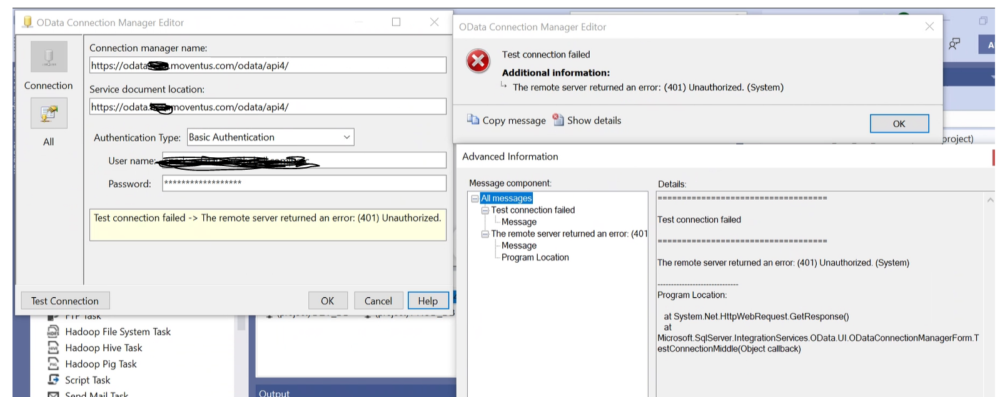 OData Connection Manager Editor
Connection
All
Connection manager name:
https://odata moventus.com/odata/api4/
Service document location:
https://odata. moventus.com/odata/api4/
Authentication Type: Basic Authentication
User name:
Password: ******************
Test connection failed -> The remote server returned an error: (401) Unauthorized.
Test Connection OK Cancel Help
FTP Task
Hadoop File System Task
Hadoop Hive Task
Hadoop Pig Task
Script Task
Send Mail Task
Output
OData Connection Manager Editor
Test connection failed
Additional information:
The remote server returned an error: (401) Unauthorized. (System)
Copy message Show details OK
project)
Advanced Information
Message component:
All messages
Test connection failed
Message
The remote server returned an error: (401
Message
Program Location
Details:
===================================
Test connection failed
===================================
The remote server returned an error: (401) Unauthorized. (System)
------------------------------
Program Location:
at System.Net.HttpWebRequest.GetResponse()
at
Microsoft.SqlServer.IntegrationServices.OData.UI.ODataConnectionManagerForm.T
estConnectionMiddle(Object callback)